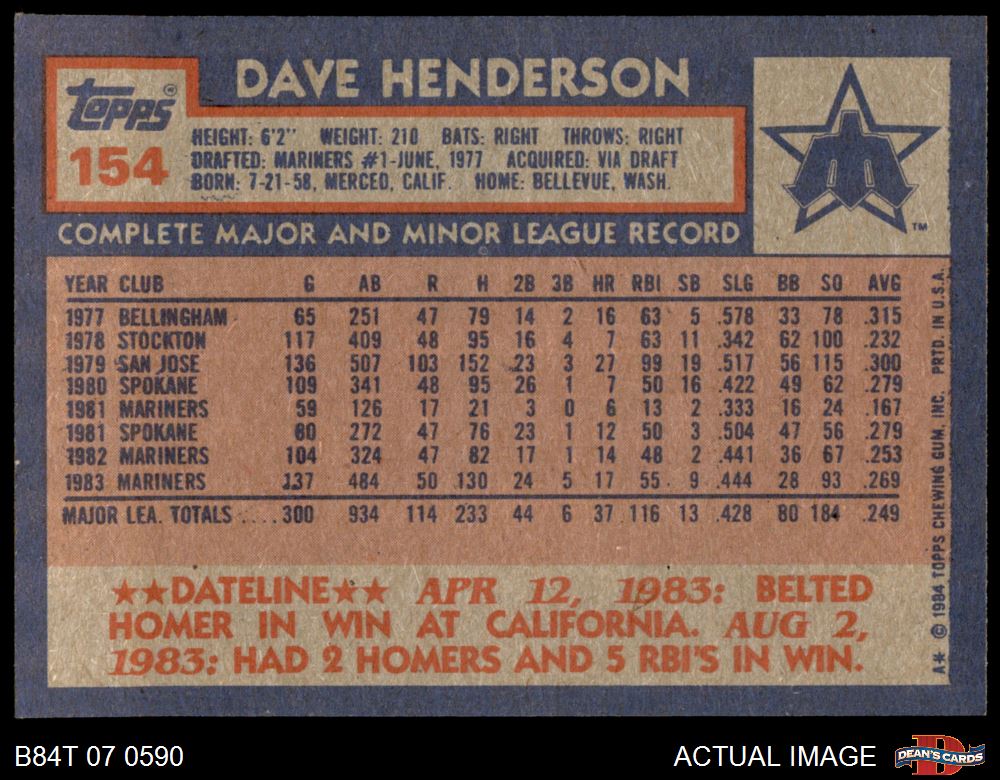 DAVE HENDERSON
Topps®
154
HEIGHT: 6'2" WEIGHT: 210 BATS: RIGHT THROWS: RIGHT
DRAFTED: MARINERS #1-JUNE, 1977 ACQUIRED: VIA DRAFT
BORN: 7-21-58, MERCED, CALIF. HOME: BELLEVUE, WASH.
TM
COMPLETE MAJOR AND MINOR LEAGUE RECORD
YEAR CLUB G AB R H 2B 3B HR RBI SB SLG BB SO AVG
1977 BELLINGHAM 65 251 47 79 14 2 16 63 5 .578 33 78 .315
1978 STOCKTON 117 409 48 95 16 4 7 63 11 .342 62 100 .232
1979 SAN JOSE 136 507 103 152 23 3 27 99 19 .517 56 115 .300
1980 SPOKANE 109 341 48 95 26 1 7 50 16 .422 49 62 .279
1981 MARINERS 59 126 17 21 3 0 6 13 2 .333 16 24 .167
1981 SPOKANE 80 272 47 76 23 1 12 50 3 .504 47 56 .279
1982 MARINERS 104 324 47 82 17 1 14 48 2 .441 36 67 .253
1983 MARINERS 137 484 50 130 24 5 17 55 9 .444 28 93 .269
MAJOR LEA. TOTALS .... 300 934 114 233 44 6 37 116 13 .428 80 184 .249
★★DATELINE★★ APR 12, 1983: BELTED
HOMER IN WIN AT CALIFORNIA. AUG 2,
1983: HAD 2 HOMERS AND 5 RBI'S IN WIN.
A* © 1984 TOPPS CHEWING GUM, INC. PRTD. IN U.S.A.
B84T 07 0590
ACTUAL IMAGE
DEAN'S CARDS